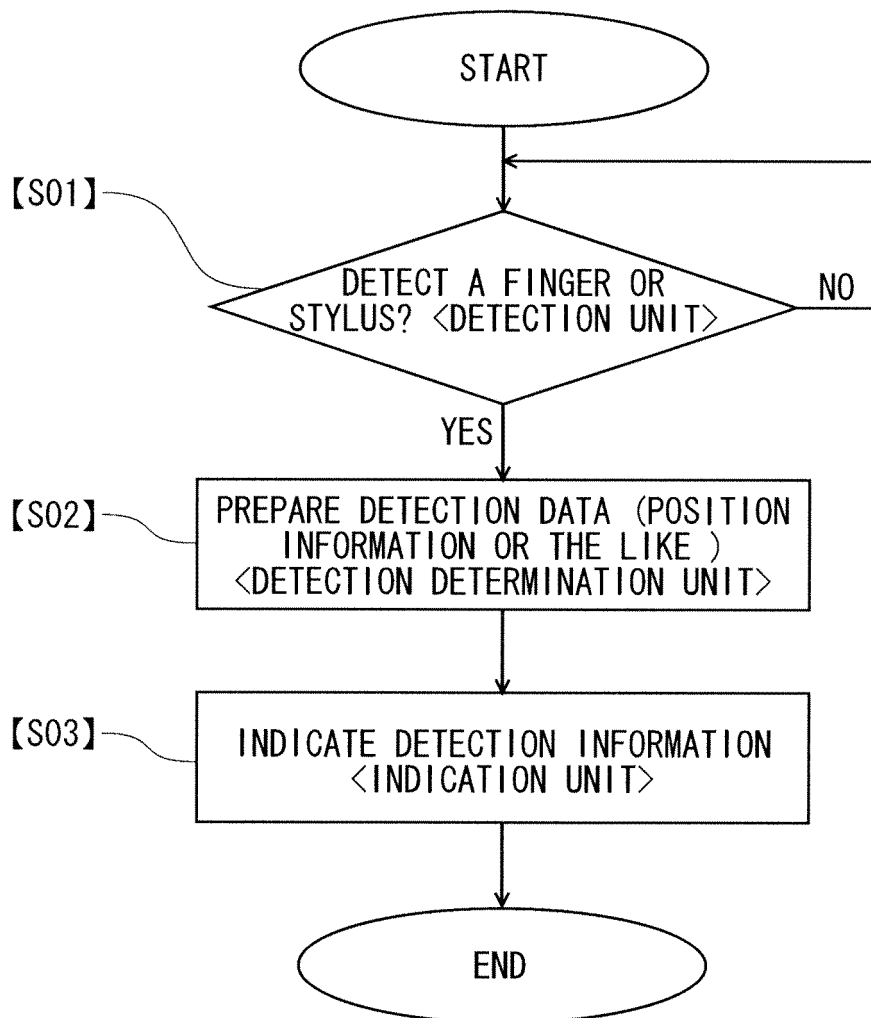 START
【S01】
DETECT A FINGER OR
STYLUS? <DETECTION UNIT>
NO
YES
【S02】
PREPARE DETECTION DATA (POSITION
INFORMATION OR THE LIKE )
<DETECTION DETERMINATION UNIT>
【S03】
INDICATE DETECTION INFORMATION
<INDICATION UNIT>
END